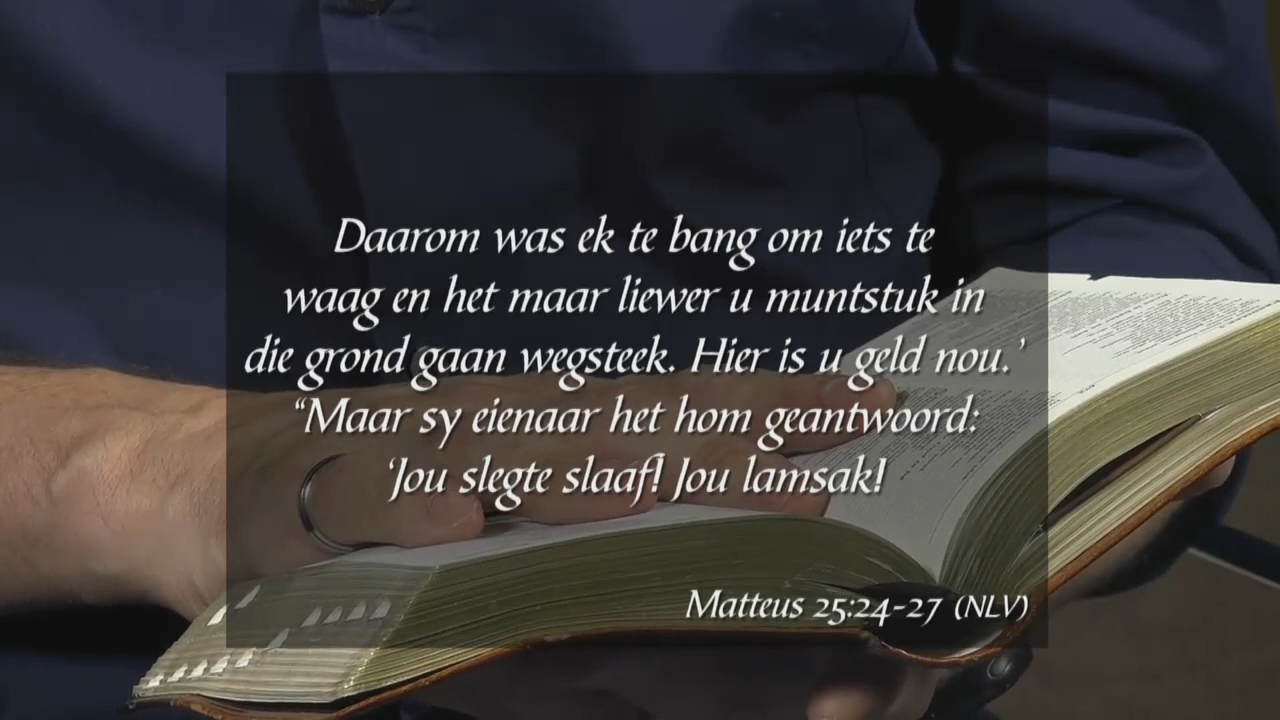 Daarom was ek te bang om iets te
waag en het maar liewer u muntstuk in
die grond gaan wegsteek. Hier is u geld nou.’
“Maar sy eienaar het hom geantwoord:
‘Jou slegte slaaf! Jou lamsak!
Matteus 25:24-27 (NLV)